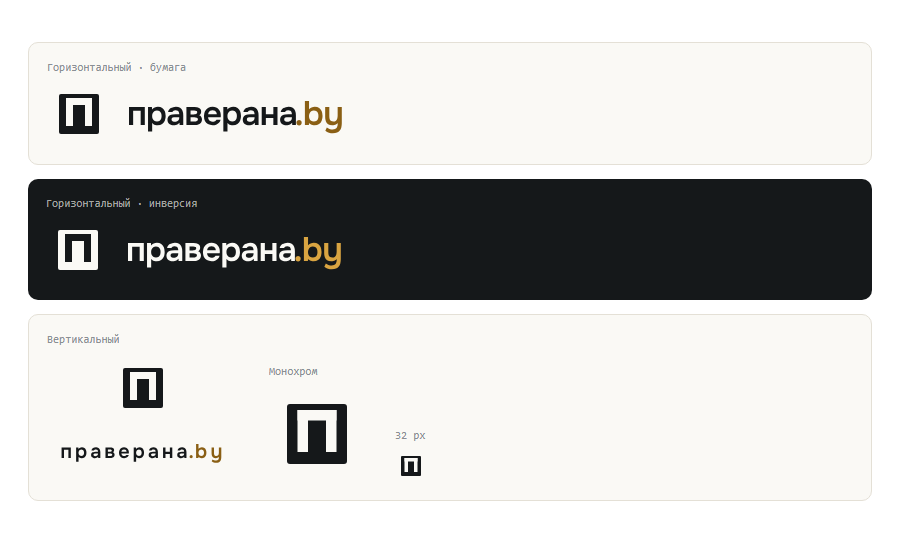 Горизонтальный · бумага
П праверана.by
Горизонтальный · инверсия
П праверана.by
Вертикальный
П
Монохром
П
32 px
праверана.by
П